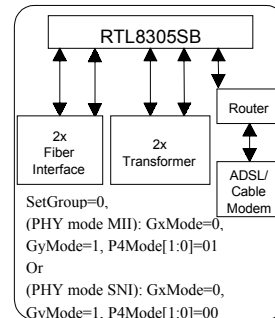 RTL8305SB
2x
Fiber
Interface
2x
Transformer
Router
ADSL/
Cable
Modem
SetGroup=0,
(PHY mode MII): GxMode=0,
GyMode=1, P4Mode[1:0]=01
Or
(PHY mode SNI): GxMode=0,
GyMode=1, P4Mode[1:0]=00